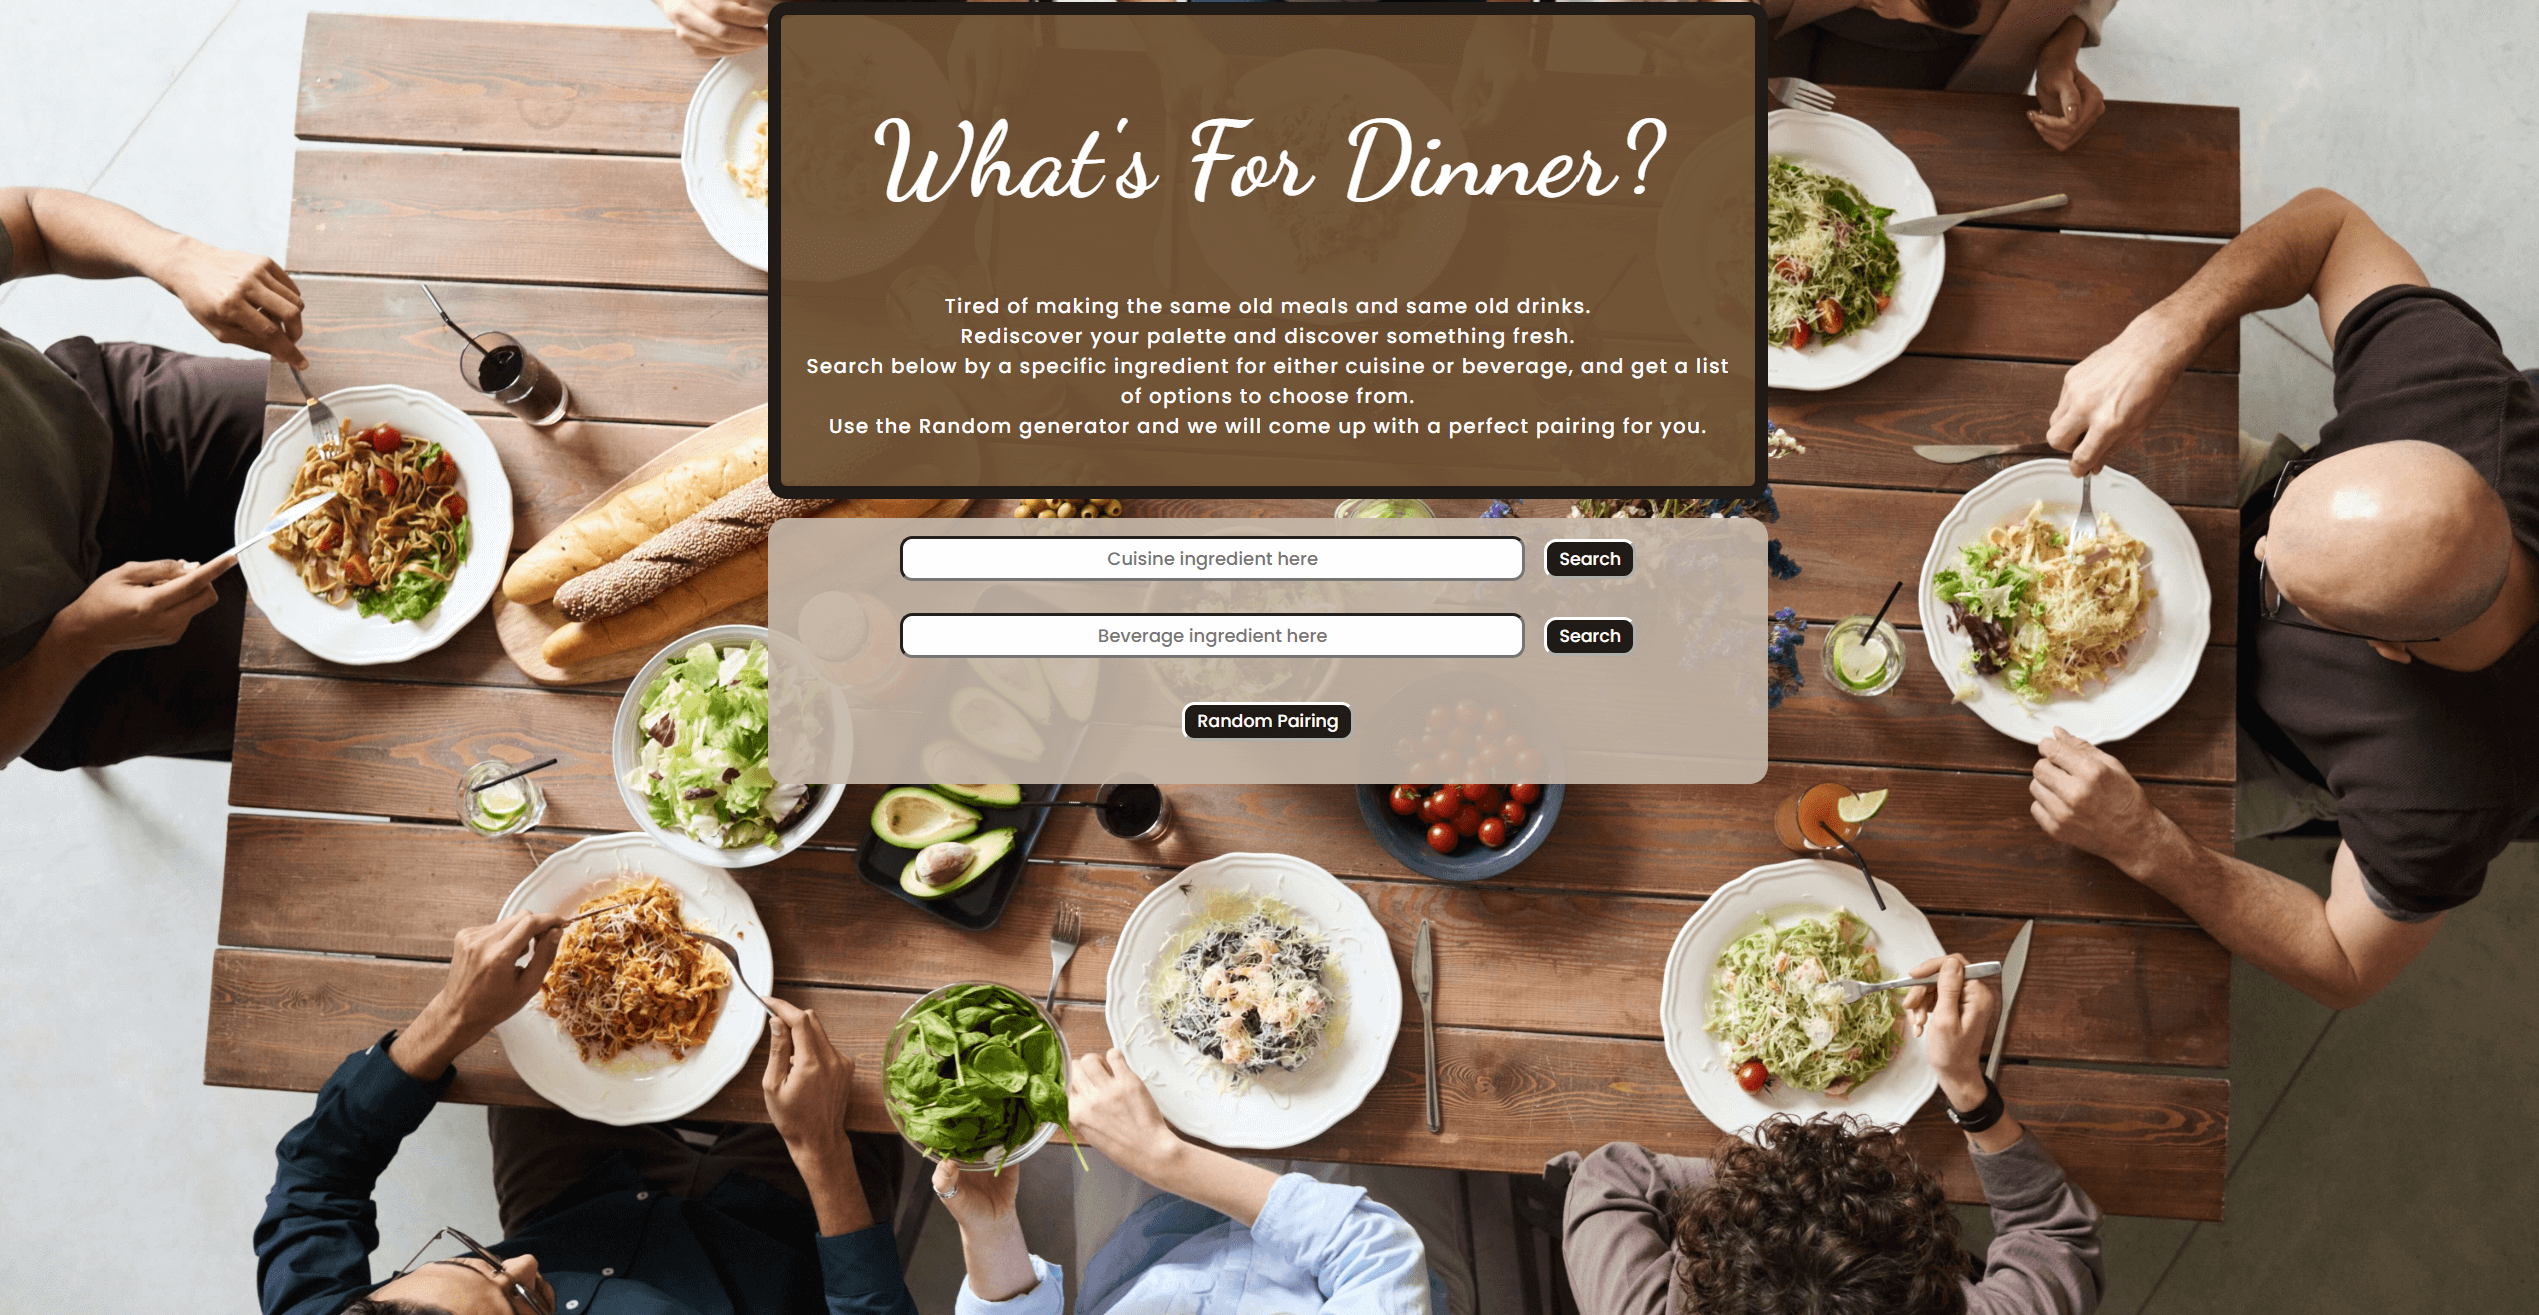 What's For Dinner?
Tired of making the same old meals and same old drinks.
Rediscover your palette and discover something fresh.
Search below by a specific ingredient for either cuisine or beverage, and get a list
of options to choose from.
Use the Random generator and we will come up with a perfect pairing for you.
Cuisine ingredient here
Search
Beverage ingredient here
Search
Random Pairing